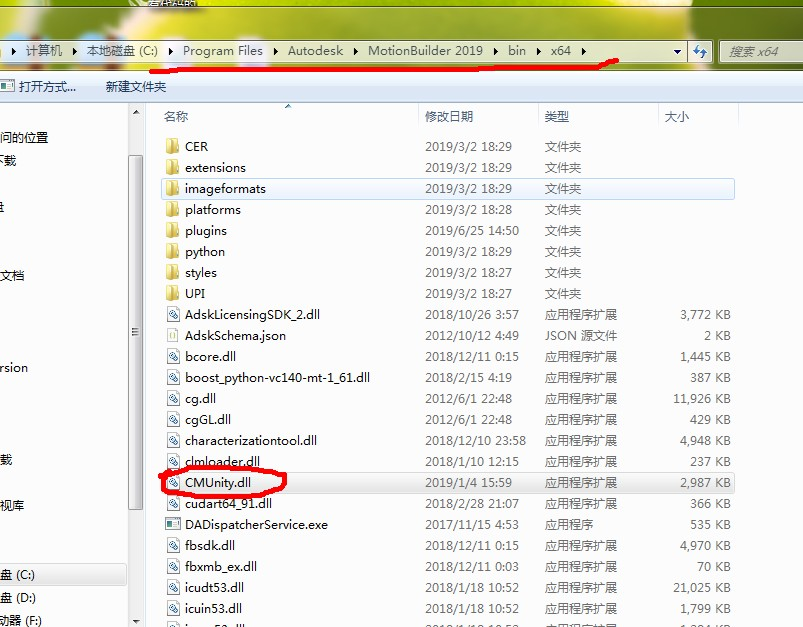 计算机 本地磁盘 (C:) Program Files Autodesk MotionBuilder 2019 bin x64 搜索 x64
打开方式... 新建文件夹
名称 修改日期 类型 大小
问的位置
下载
CER 2019/3/2 18:29 文件夹
extensions 2019/3/2 18:29 文件夹
imageformats 2019/3/2 18:29 文件夹
platforms 2019/3/2 18:28 文件夹
plugins 2019/6/25 14:50 文件夹
python 2019/3/2 18:29 文件夹
文档
styles 2019/3/2 18:27 文件夹
UPI 2019/3/2 18:27 文件夹
AdskLicensingSDK_2.dll 2018/10/26 3:57 应用程序扩展 3,772 KB
AdskSchema.json 2012/10/12 4:49 JSON 源文件 2 KB
bcore.dll 2018/12/11 0:15 应用程序扩展 1,445 KB
rsion
boost_python-vc140-mt-1_61.dll 2018/2/15 4:19 应用程序扩展 387 KB
cg.dll 2012/6/1 22:48 应用程序扩展 11,926 KB
cgGL.dll 2012/6/1 22:48 应用程序扩展 429 KB
characterizationtool.dll 2018/12/10 23:58 应用程序扩展 4,948 KB
载
clmloader.dll 2018/1/10 12:15 应用程序扩展 237 KB
CMUnity.dll 2019/1/4 15:59 应用程序扩展 2,987 KB
视库
cudart64_91.dll 2018/2/28 21:07 应用程序扩展 366 KB
DADispatcherService.exe 2017/11/15 4:53 应用程序 535 KB
fbsdk.dll 2018/12/11 0:15 应用程序扩展 4,970 KB
fbxmb_ex.dll 2018/12/11 0:03 应用程序扩展 70 KB
盘 (C:)
icudt53.dll 2018/1/18 10:52 应用程序扩展 21,025 KB
盘 (D:)
icuin53.dll 2018/1/18 10:52 应用程序扩展 1,799 KB
动器 (F:)